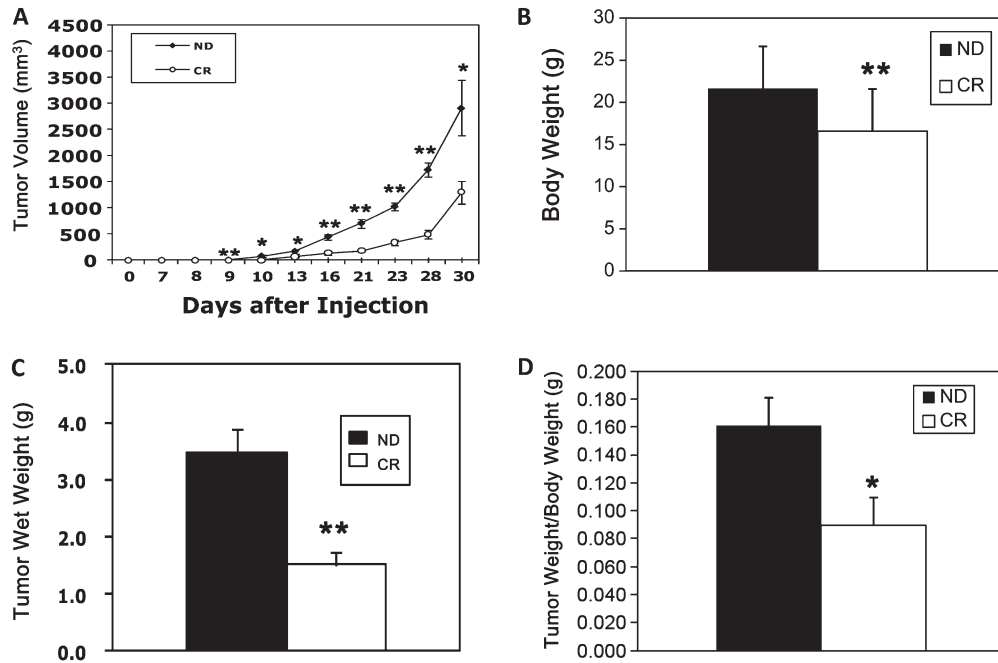 A
Tumor Volume (mm³)
4500
4000
3500
3000
2500
2000
1500
1000
500
0
ND
CR
**
*
*
**
**
**
**
*
0 7 8 9 10 13 16 21 23 28 30
Days after Injection
B
Body Weight (g)
30
25
20
15
10
5
0
**
ND
CR
C
Tumor Wet Weight (g)
5.0
4.0
3.0
2.0
1.0
0.0
**
ND
CR
D
Tumor Weight/Body Weight (g)
0.200
0.180
0.160
0.140
0.120
0.100
0.080
0.060
0.040
0.020
0.000
*
ND
CR